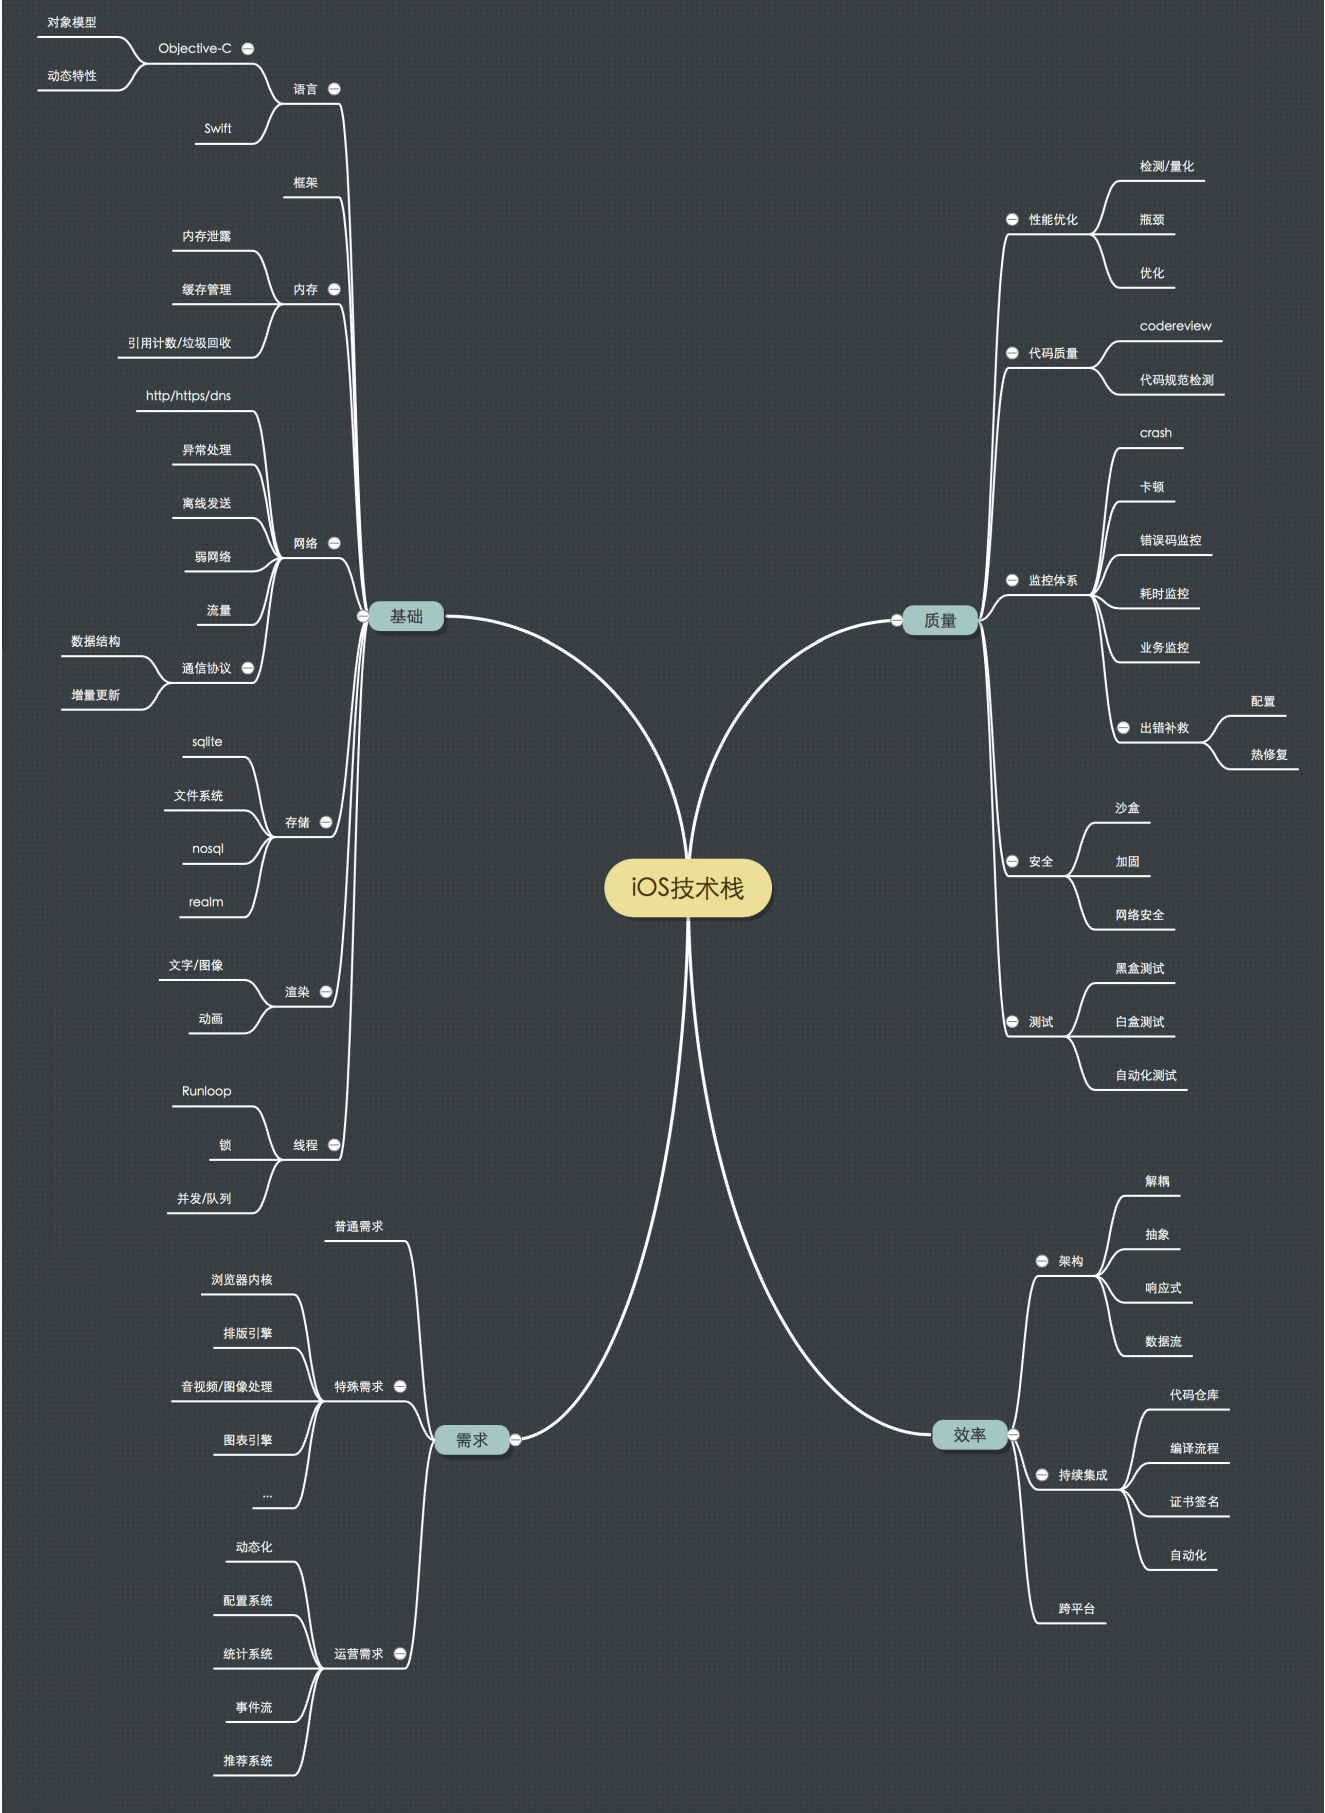 iOS技术栈
基础
语言
Objective-C
对象模型
动态特性
Swift
框架
内存
内存泄露
缓存管理
引用计数/垃圾回收
网络
http/https/dns
异常处理
离线发送
弱网络
流量
通信协议
数据结构
增量更新
存储
sqlite
文件系统
nosql
realm
渲染
文字/图像
动画
线程
Runloop
锁
并发/队列
需求
普通需求
特殊需求
浏览器内核
排版引擎
音视频/图像处理
图表引擎
...
运营需求
动态化
配置系统
统计系统
事件流
推荐系统
质量
性能优化
检测/量化
瓶颈
优化
代码质量
codereview
代码规范检测
监控体系
crash
卡顿
错误码监控
耗时监控
业务监控
出错补救
配置
热修复
安全
沙盒
加固
网络安全
测试
黑盒测试
白盒测试
自动化测试
效率
架构
解耦
抽象
响应式
数据流
持续集成
代码仓库
编译流程
证书签名
自动化
跨平台